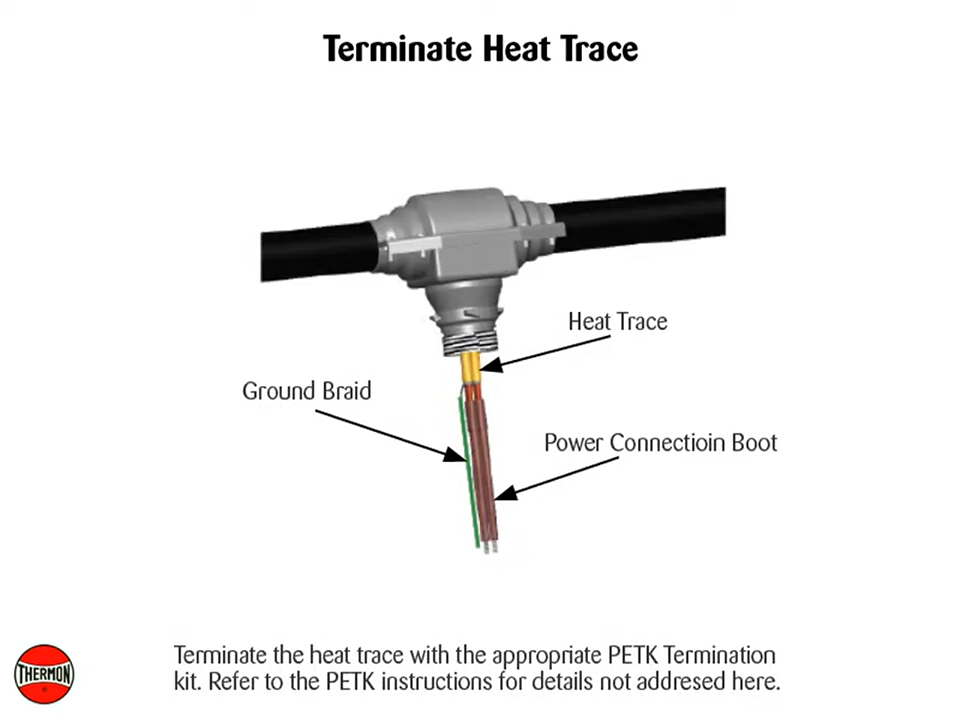 Terminate Heat Trace
Heat Trace
Ground Braid
Power Connectioin Boot
THERMON
®
Terminate the heat trace with the appropriate PETK Termination
kit. Refer to the PETK instructions for details not addresed here.